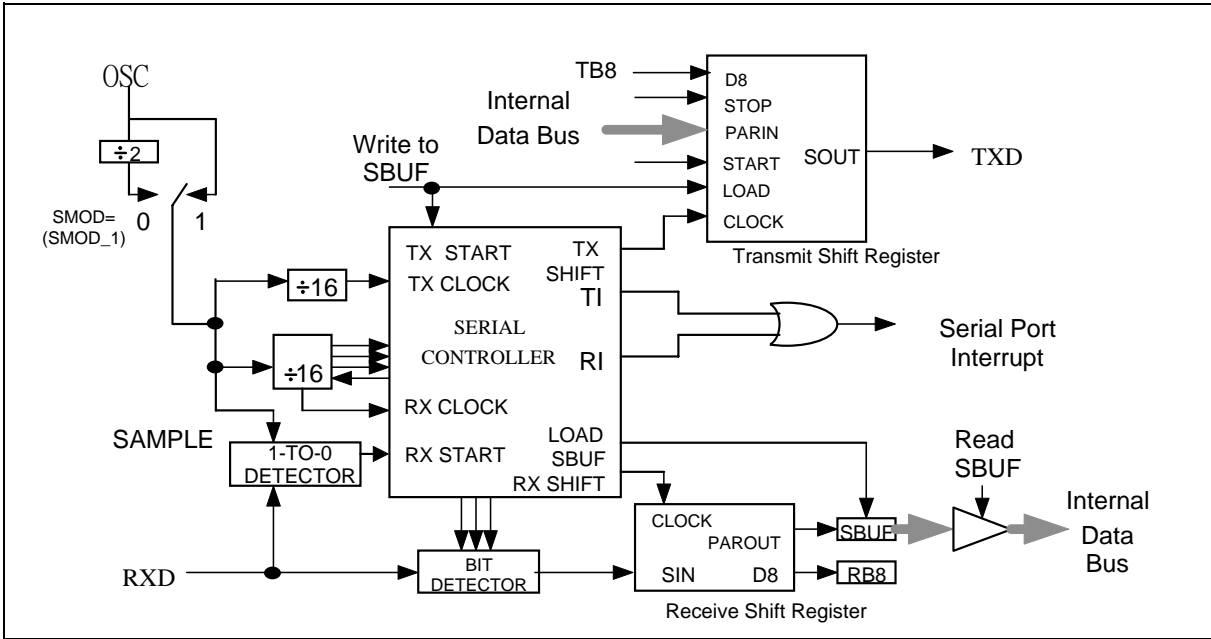 OSC
÷2
SMOD=
(SMOD_1)
0
1
TB8
Internal
Data Bus
Write to
SBUF
D8
STOP
PARIN
START
LOAD
CLOCK
SOUT
TXD
Transmit Shift Register
÷16
÷16
TX START
TX CLOCK
SERIAL
CONTROLLER
RX CLOCK
RX START
TX
SHIFT
TI
RI
LOAD
SBUF
RX SHIFT
Serial Port
Interrupt
SAMPLE
1-TO-0
DETECTOR
RXD
BIT
DETECTOR
CLOCK
PAROUT
SIN
D8
Receive Shift Register
SBUF
RB8
Read
SBUF
Internal
Data
Bus